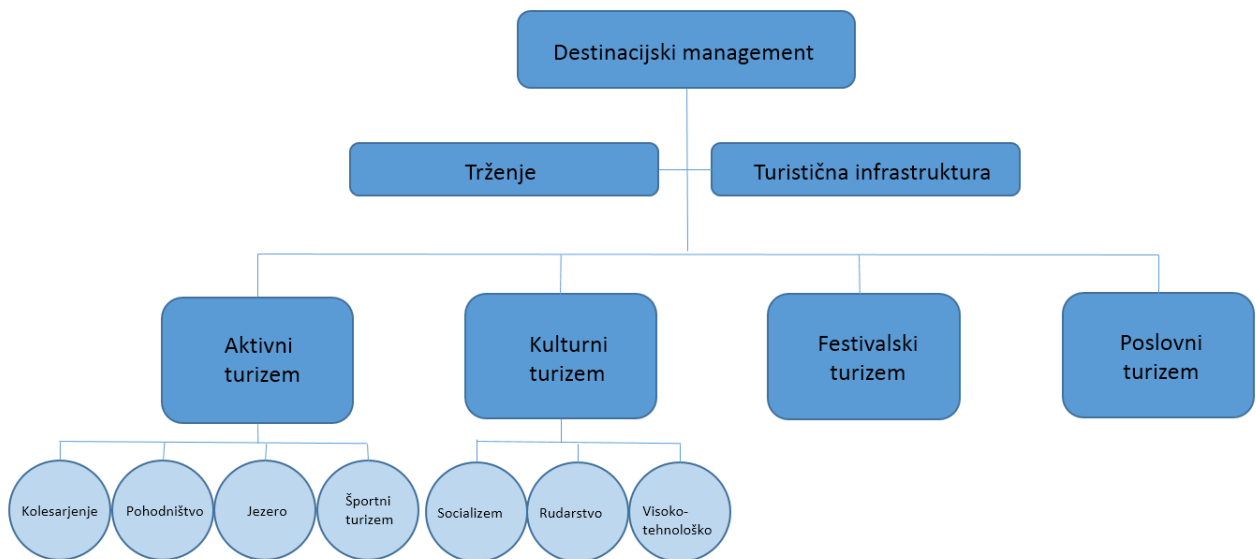 Destinacijski management
Trženje
Turistična infrastruktura
Aktivni
turizem
Kulturni
turizem
Festivalski
turizem
Poslovni
turizem
Kolesarjenje
Pohodništvo
Jezero
Športni
turizem
Socializem
Rudarstvo
Visoko-
tehnološko